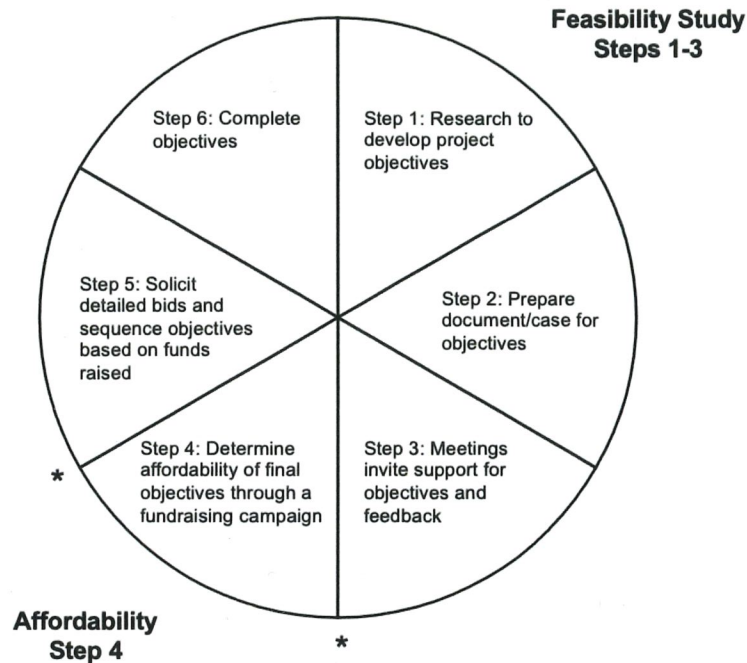 Feasibility Study
Steps 1-3
Step 1: Research to
develop project
objectives
Step 2: Prepare
document/case for
objectives
Step 3: Meetings
invite support for
objectives and
feedback
Step 4: Determine
affordability of final
objectives through a
fundraising campaign
Step 5: Solicit
detailed bids and
sequence objectives
based on funds
raised
Step 6: Complete
objectives
*
*
Affordability
Step 4